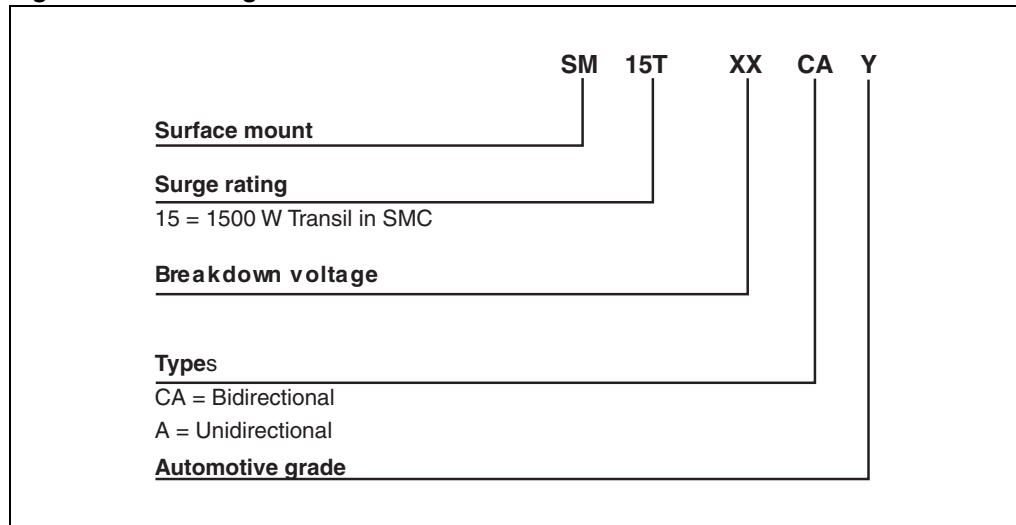 SM 15T XX CA Y
Surface mount
Surge rating
15 = 1500 W Transil in SMC
Breakdown voltage
Types
CA = Bidirectional
A = Unidirectional
Automotive grade